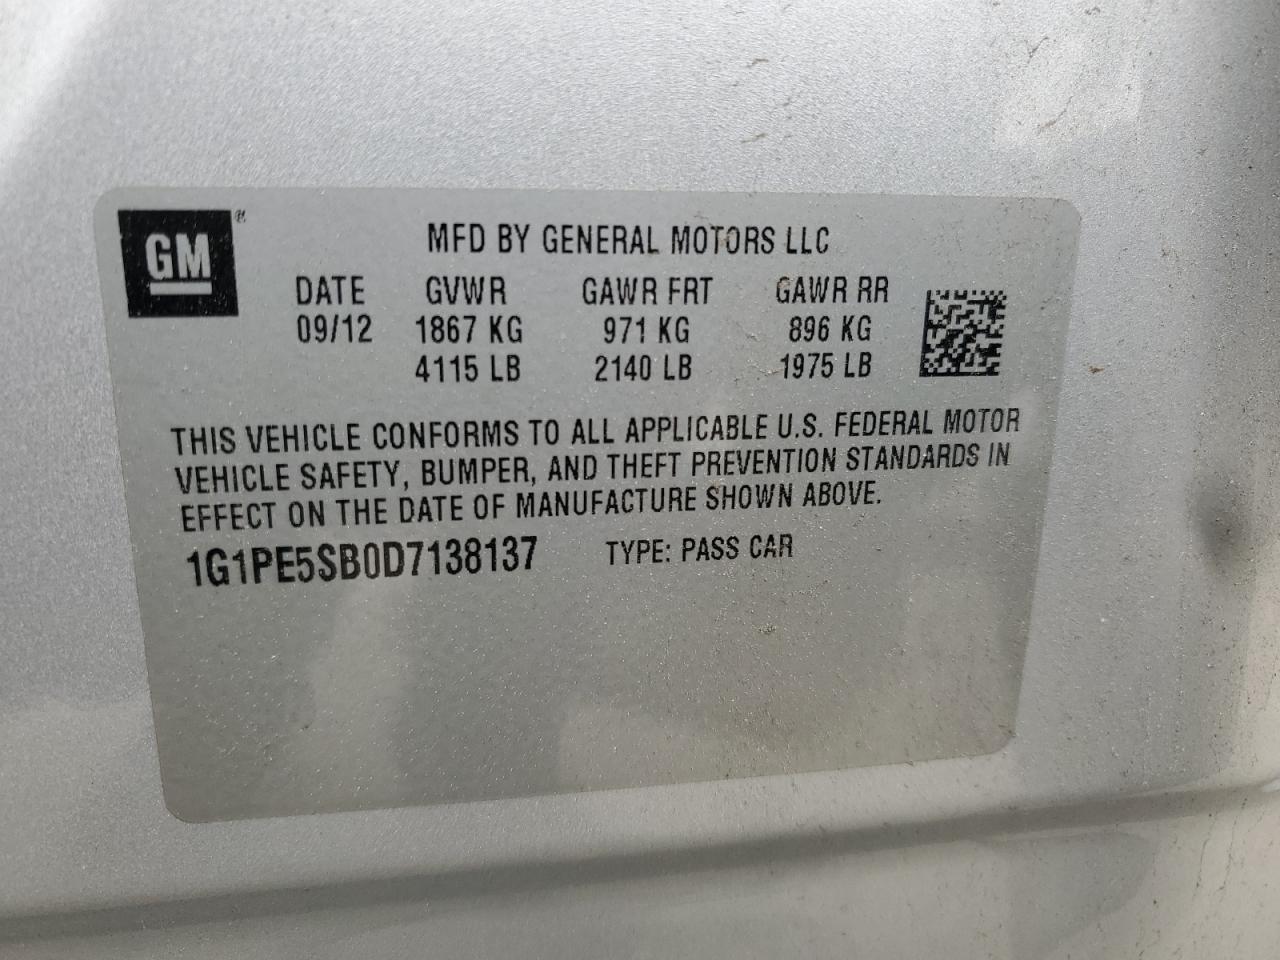 GM®
MFD BY GENERAL MOTORS LLC
DATE GVWR GAWR FRT GAWR RR
09/12 1867 KG 971 KG 896 KG
4115 LB 2140 LB 1975 LB
THIS VEHICLE CONFORMS TO ALL APPLICABLE U.S. FEDERAL MOTOR
VEHICLE SAFETY, BUMPER, AND THEFT PREVENTION STANDARDS IN
EFFECT ON THE DATE OF MANUFACTURE SHOWN ABOVE.
1G1PE5SB0D7138137 TYPE: PASS CAR